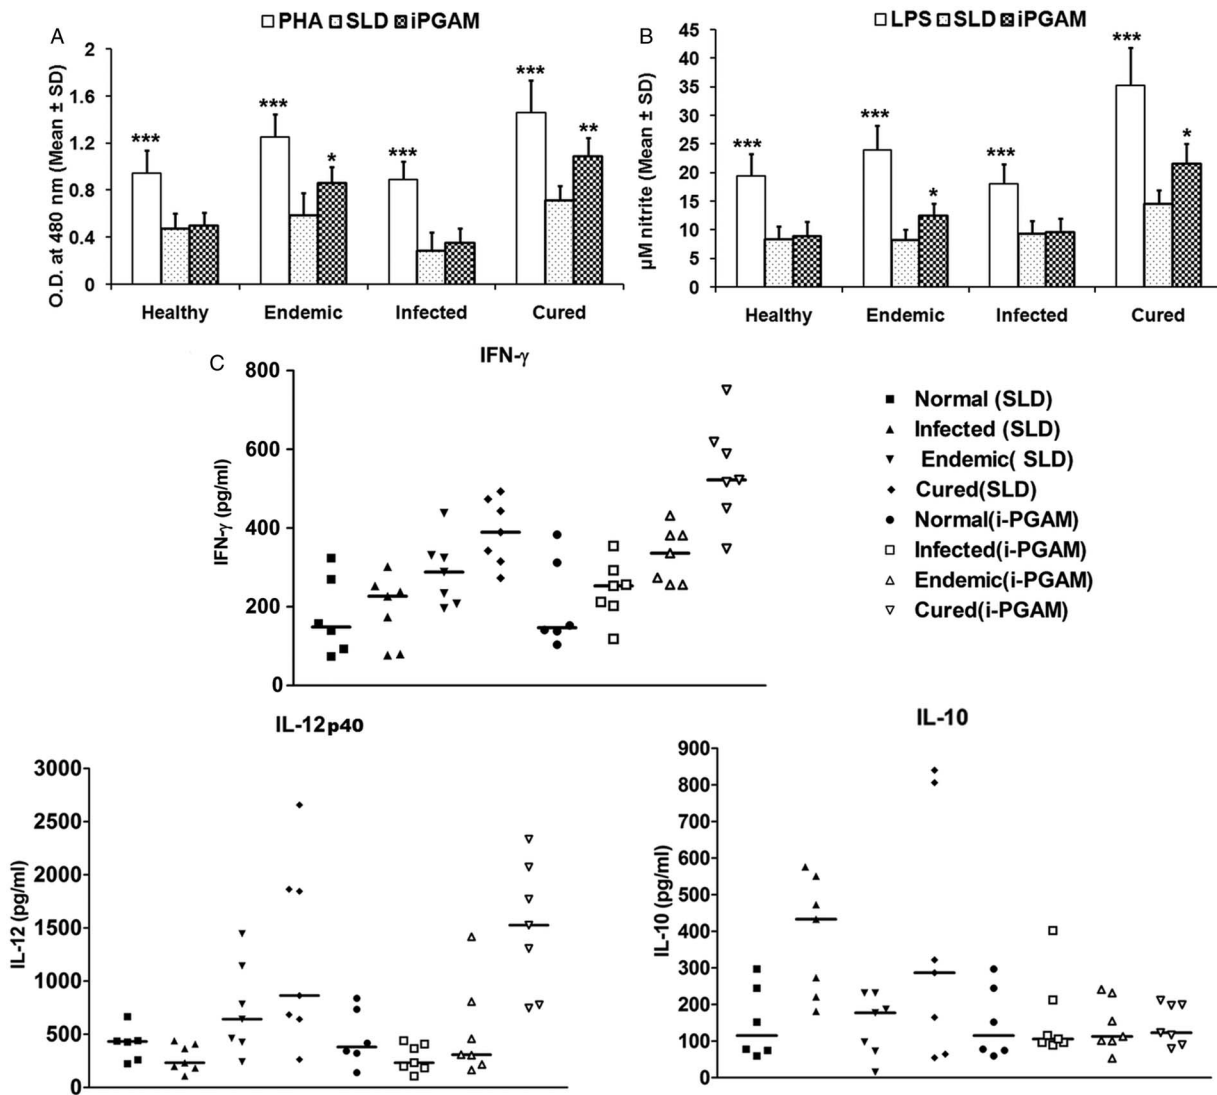 A
PHA SLD iPGAM
O.D. at 480 nm (Mean ± SD)
2
1.6
1.2
0.8
0.4
0
***
***
*
***
***
**
Healthy Endemic Infected Cured
B
LPS SLD iPGAM
µM nitrite (Mean ± SD)
45
40
35
30
25
20
15
10
5
0
***
***
*
***
***
*
Healthy Endemic Infected Cured
C
IFN-γ
IFN-γ (pg/ml)
800
600
400
200
0
Normal (SLD)
Infected (SLD)
Endemic( SLD)
Cured(SLD)
Normal(i-PGAM)
Infected(i-PGAM)
Endemic(i-PGAM)
Cured(i-PGAM)
IL-12p40
IL-12 (pg/ml)
3000
2500
2000
1500
1000
500
0
IL-10
IL-10 (pg/ml)
900
800
700
600
500
400
300
200
100
0